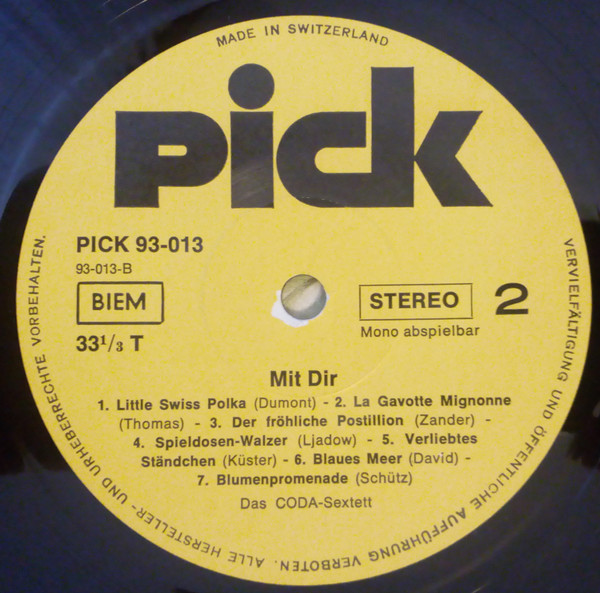 MADE IN SWITZERLAND
pick
PICK 93-013
93-013-B
BIEM
33 1/3 T
STEREO 2
Mono abspielbar
Mit Dir
1. Little Swiss Polka (Dumont) - 2. La Gavotte Mignonne
(Thomas) - 3. Der fröhliche Postillion (Zander) -
4. Spieldosen-Walzer (Ljadow) - 5. Verliebtes
Ständchen (Küster) - 6. Blaues Meer (David) -
7. Blumenpromenade (Schütz)
Das CODA-Sextett
VERVIELFÄLTIGUNG UND ÖFFENTLICHE AUFFÜHRUNG VERBOTEN. ALLE HERSTELLER- UND URHEBERRECHTE VORBEHALTEN.